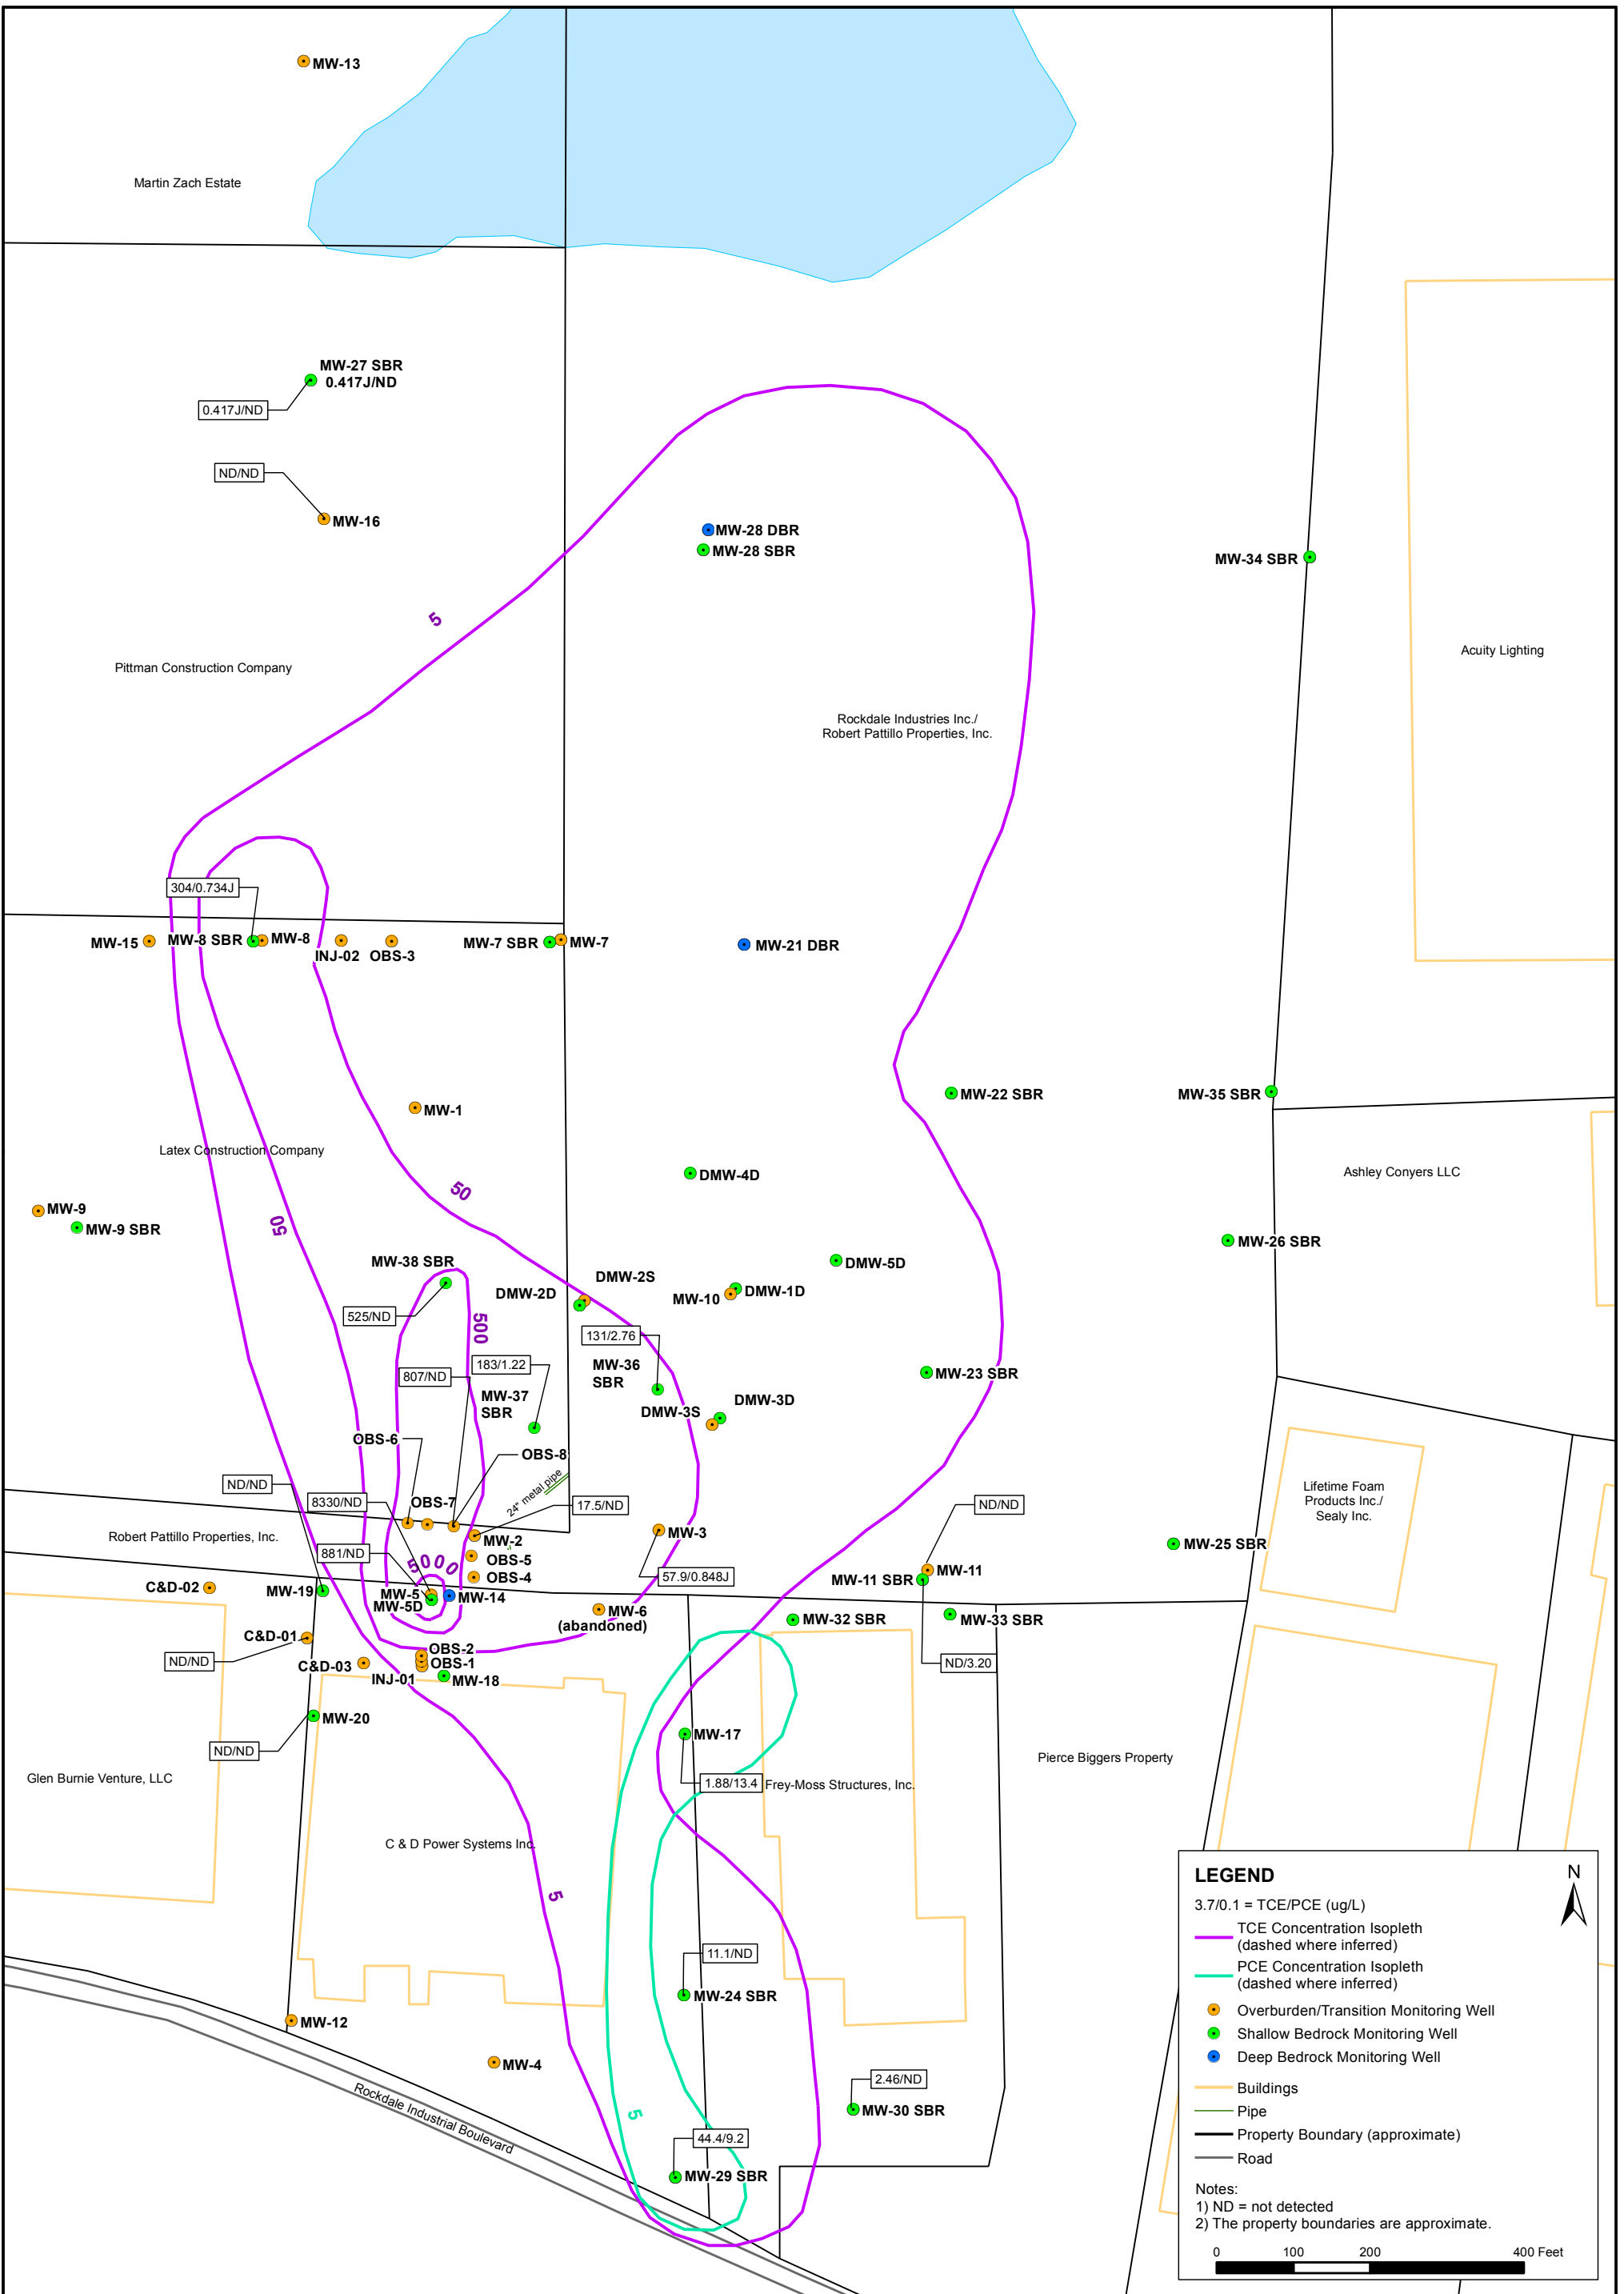 MW-13
Martin Zach Estate
MW-27 SBR
0.417J/ND
0.417J/ND
ND/ND
MW-16
MW-28 DBR
MW-28 SBR
MW-34 SBR
5
Acuity Lighting
Pittman Construction Company
Rockdale Industries Inc./
Robert Pattillo Properties, Inc.
304/0.734J
MW-15
MW-8 SBR
MW-8
INJ-02
OBS-3
MW-7 SBR
MW-7
MW-21 DBR
MW-22 SBR
MW-35 SBR
MW-1
Latex Construction Company
DMW-4D
Ashley Conyers LLC
50
50
MW-9
MW-9 SBR
MW-26 SBR
MW-38 SBR
DMW-5D
DMW-2S
DMW-2D
MW-10
DMW-1D
525/ND
500
131/2.76
183/1.22
807/ND
MW-36
SBR
MW-23 SBR
MW-37
SBR
DMW-3S
DMW-3D
OBS-6
OBS-8
24" metal pipe
ND/ND
8330/ND
OBS-7
17.5/ND
ND/ND
Lifetime Foam
Products Inc./
Sealy Inc.
Robert Pattillo Properties, Inc.
MW-2
MW-3
MW-25 SBR
881/ND
5000
OBS-5
OBS-4
57.9/0.848J
MW-11
MW-11 SBR
C&D-02
MW-19
MW-5
MW-5D
MW-14
MW-6
(abandoned)
MW-32 SBR
MW-33 SBR
C&D-01
ND/ND
C&D-03
OBS-2
OBS-1
INJ-01
MW-18
ND/3.20
MW-20
MW-17
ND/ND
Pierce Biggers Property
Glen Burnie Venture, LLC
1.88/13.4
Frey-Moss Structures, Inc.
C & D Power Systems Inc.
5
11.1/ND
MW-24 SBR
MW-12
MW-4
2.46/ND
MW-30 SBR
Rockdale Industrial Boulevard
5
44.4/9.2
MW-29 SBR
LEGEND
N
3.7/0.1 = TCE/PCE (ug/L)
TCE Concentration Isopleth
(dashed where inferred)
PCE Concentration Isopleth
(dashed where inferred)
Overburden/Transition Monitoring Well
Shallow Bedrock Monitoring Well
Deep Bedrock Monitoring Well
Buildings
Pipe
Property Boundary (approximate)
Road
Notes:
1) ND = not detected
2) The property boundaries are approximate.
0 100 200 400 Feet